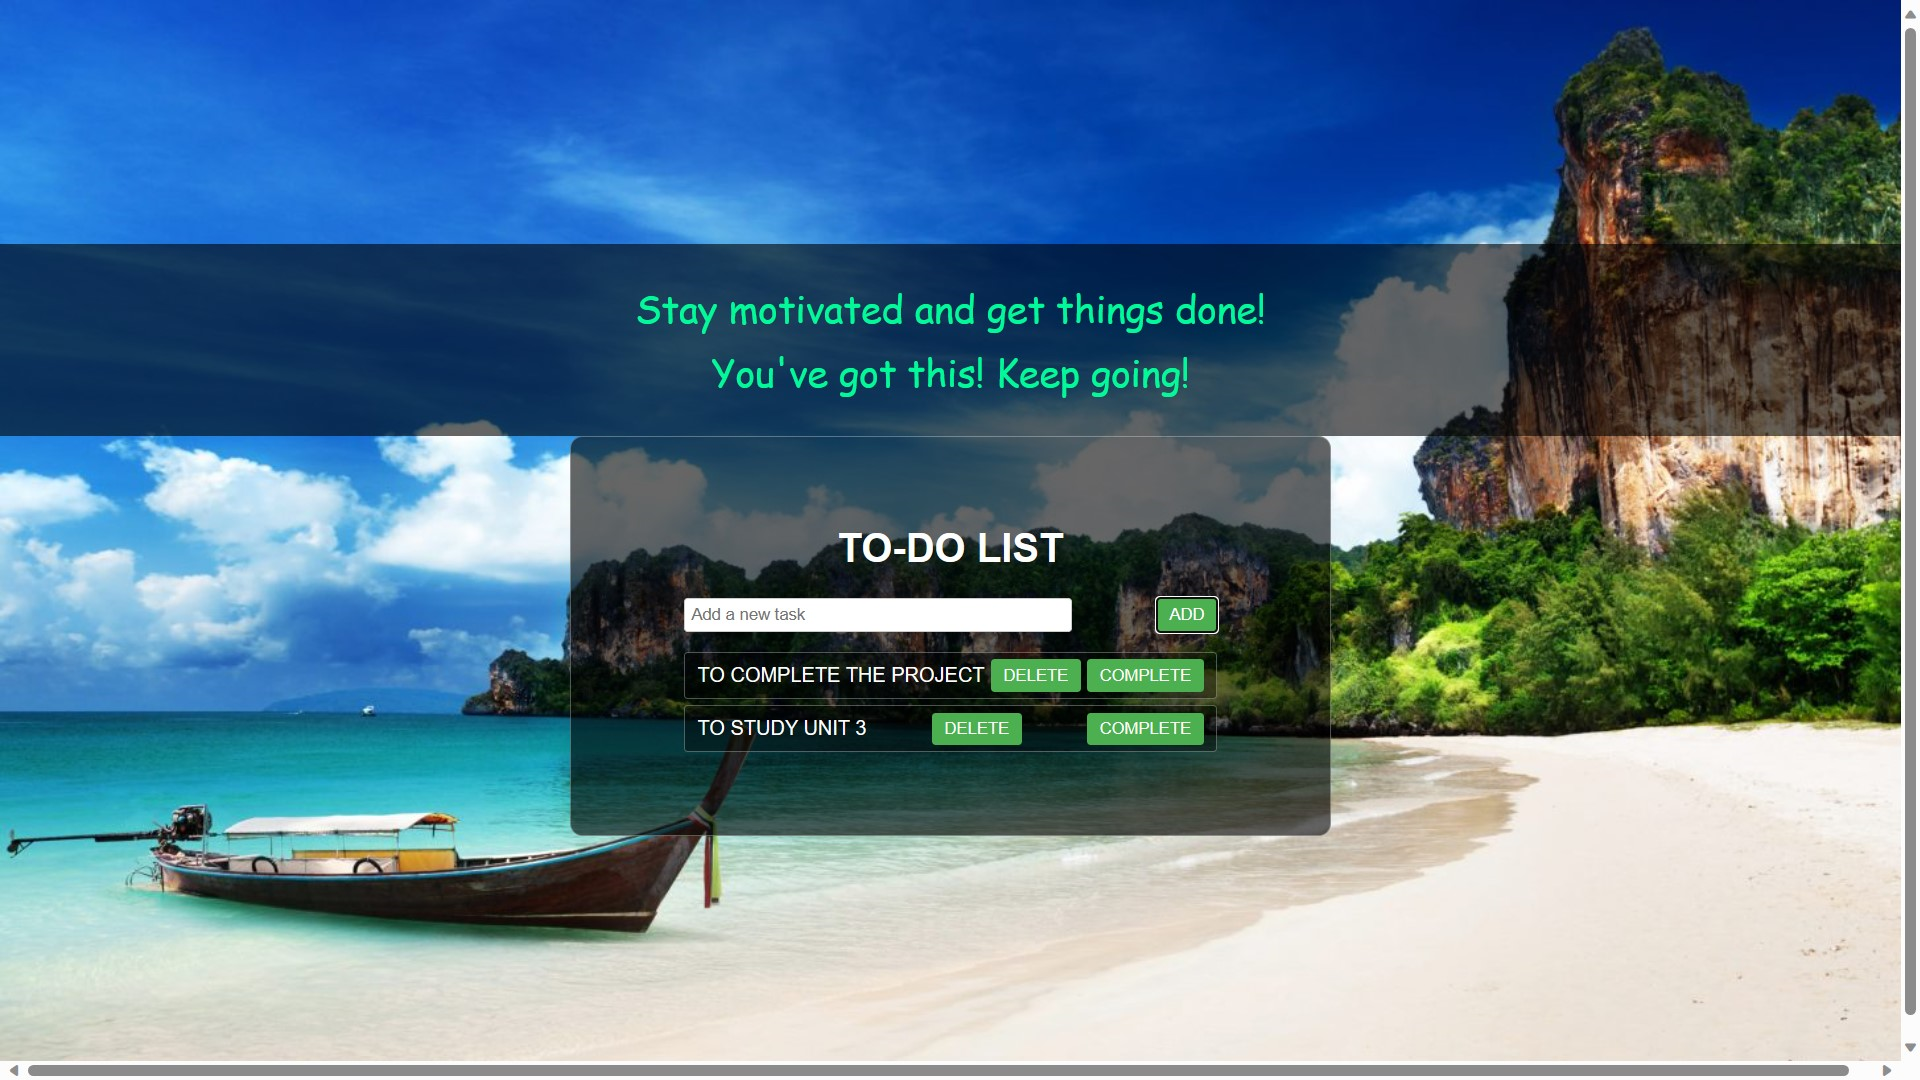 Stay motivated and get things done!
You've got this! Keep going!
TO-DO LIST
Add a new task ADD
TO COMPLETE THE PROJECT DELETE COMPLETE
TO STUDY UNIT 3 DELETE COMPLETE